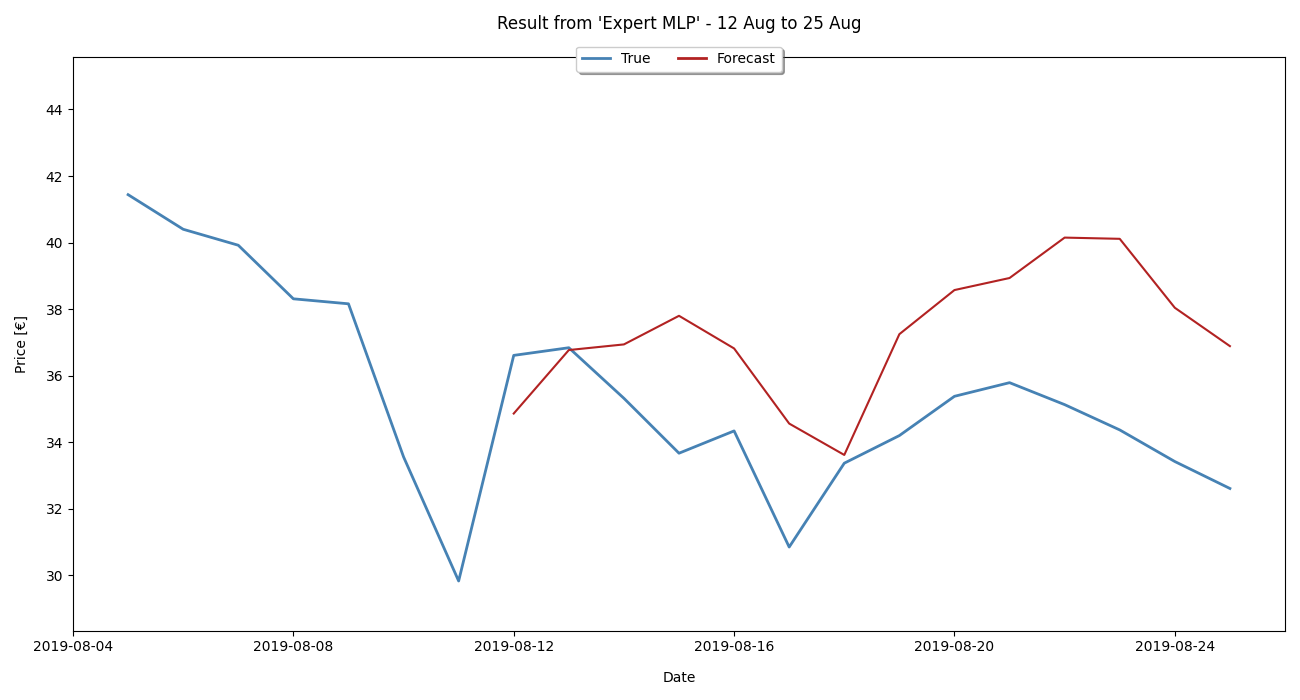 Result from 'Expert MLP' - 12 Aug to 25 Aug
True Forecast
44
42
40
38
36
34
32
30
Price [€]
2019-08-04 2019-08-08 2019-08-12 2019-08-16 2019-08-20 2019-08-24
Date